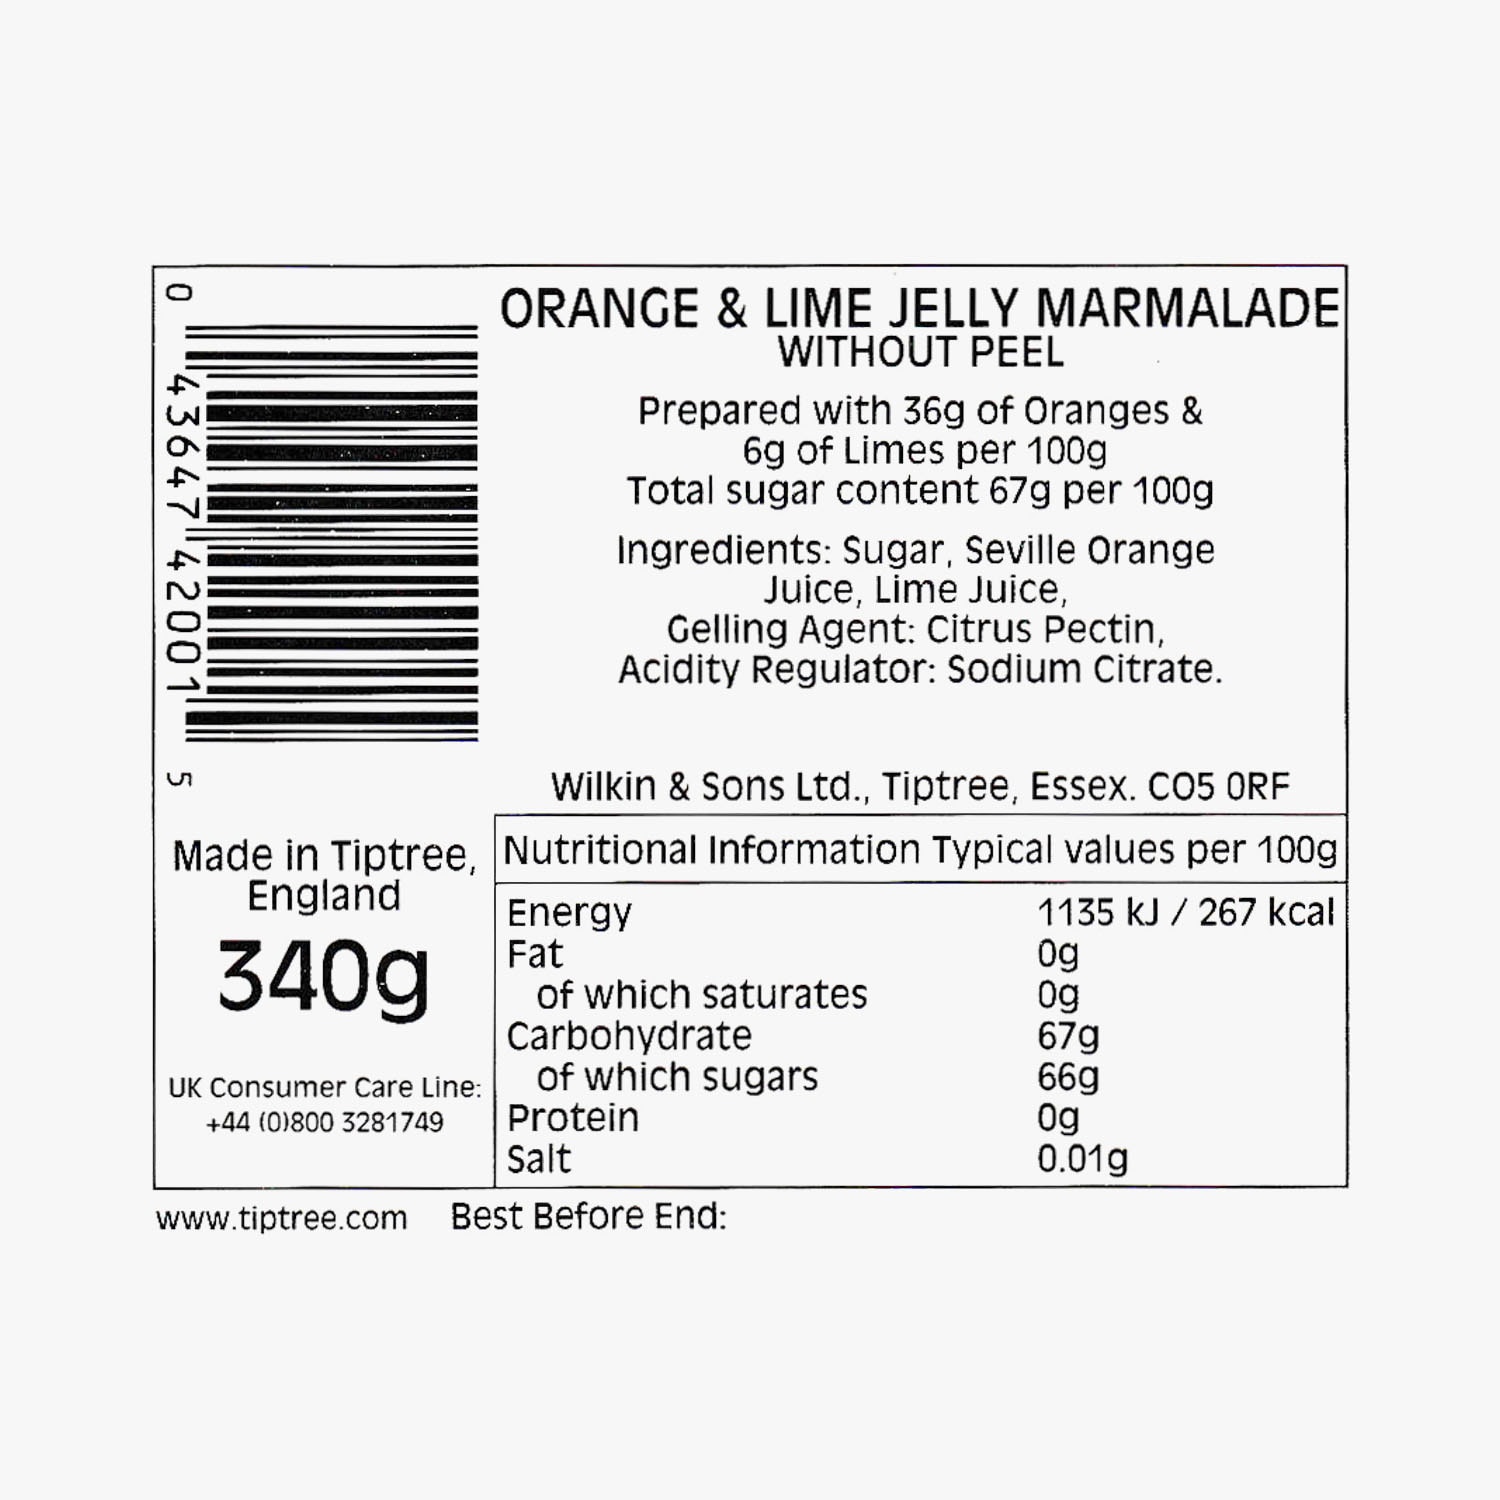 0 43647 42001 5
ORANGE & LIME JELLY MARMALADE
WITHOUT PEEL
Prepared with 36g of Oranges &
6g of Limes per 100g
Total sugar content 67g per 100g
Ingredients: Sugar, Seville Orange
Juice, Lime Juice,
Gelling Agent: Citrus Pectin,
Acidity Regulator: Sodium Citrate.
Wilkin & Sons Ltd., Tiptree, Essex. CO5 0RF
Made in Tiptree,
England
340g
UK Consumer Care Line:
+44 (0)800 3281749
Nutritional Information Typical values per 100g
Energy 1135 kJ / 267 kcal
Fat 0g
of which saturates 0g
Carbohydrate 67g
of which sugars 66g
Protein 0g
Salt 0.01g
www.tiptree.com Best Before End: